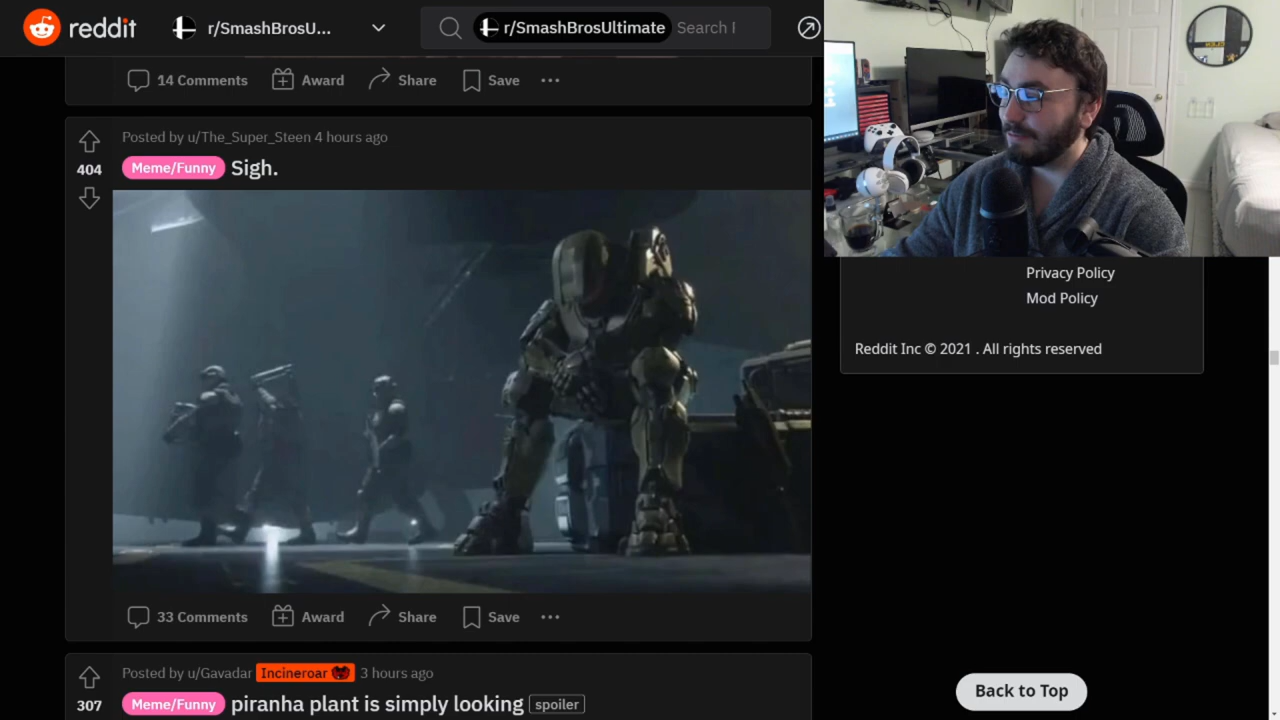 reddit
r/SmashBrosU...
r/SmashBrosUltimate
Search
14 Comments
Award
Share
Save
Posted by u/The_Super_Steen 4 hours ago
404
Meme/Funny
Sigh.
Privacy Policy
Mod Policy
Reddit Inc © 2021 . All rights reserved
33 Comments
Award
Share
Save
Posted by u/Gavadar
Incineroar
3 hours ago
307
Meme/Funny
piranha plant is simply looking
spoiler
Back to Top